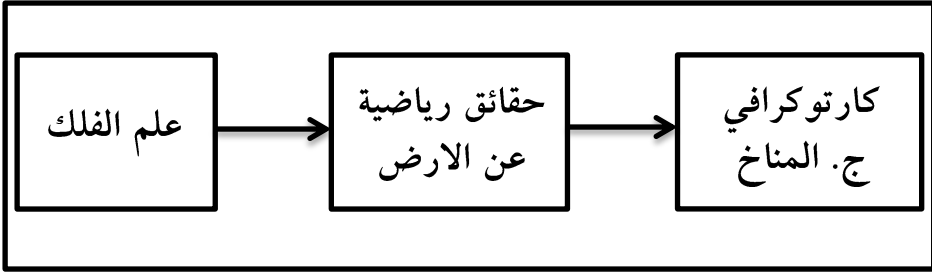 علم الفلك
حقائق رياضية
عن الارض
كارتوكرافي
ج. المناخ